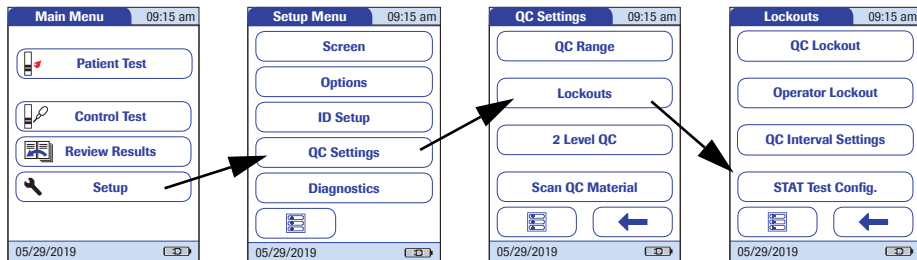 Main Menu 09:15 am
Patient Test
Control Test
Review Results
Setup
05/29/2019
Setup Menu 09:15 am
Screen
Options
ID Setup
QC Settings
Diagnostics
05/29/2019
QC Settings 09:15 am
QC Range
Lockouts
2 Level QC
Scan QC Material
05/29/2019
Lockouts 09:15 am
QC Lockout
Operator Lockout
QC Interval Settings
STAT Test Config.
05/29/2019